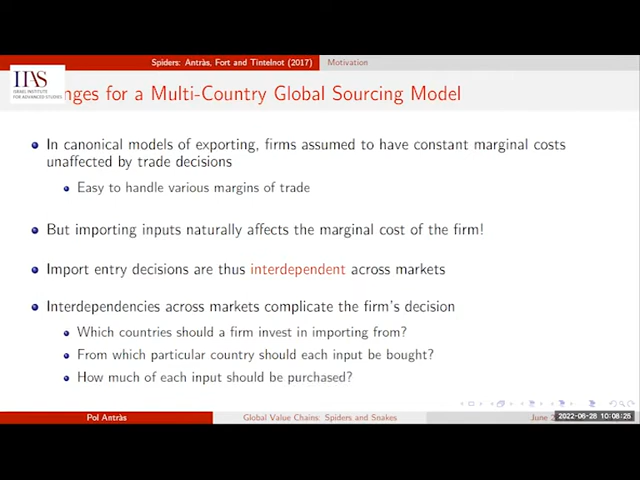 Spiders: Antràs, Fort and Tintelnot (2017) Motivation
IIAS
ISRAEL INSTITUTE
FOR ADVANCED STUDIES
nges for a Multi-Country Global Sourcing Model
In canonical models of exporting, firms assumed to have constant marginal costs
unaffected by trade decisions
Easy to handle various margins of trade
But importing inputs naturally affects the marginal cost of the firm!
Import entry decisions are thus interdependent across markets
Interdependencies across markets complicate the firm's decision
Which countries should a firm invest in importing from?
From which particular country should each input be bought?
How much of each input should be purchased?
Pol Antràs Global Value Chains: Spiders and Snakes June 2
2022-06-28 10:08:25